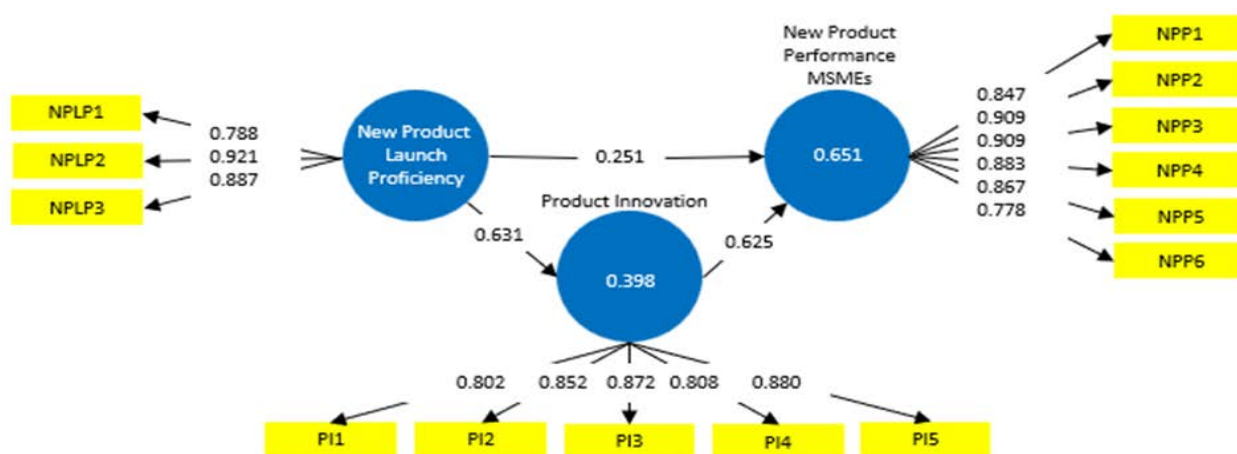 New Product
Performance
MSMEs
NPP1
NPP2
NPP3
NPP4
NPP5
NPP6
0.847
0.909
0.909
0.883
0.867
0.778
NPLP1
NPLP2
NPLP3
0.788
0.921
0.887
New Product
Launch
Proficiency
0.251
0.651
Product Innovation
0.631
0.625
0.398
0.802
0.852
0.872
0.808
0.880
PI1
PI2
PI3
PI4
PI5